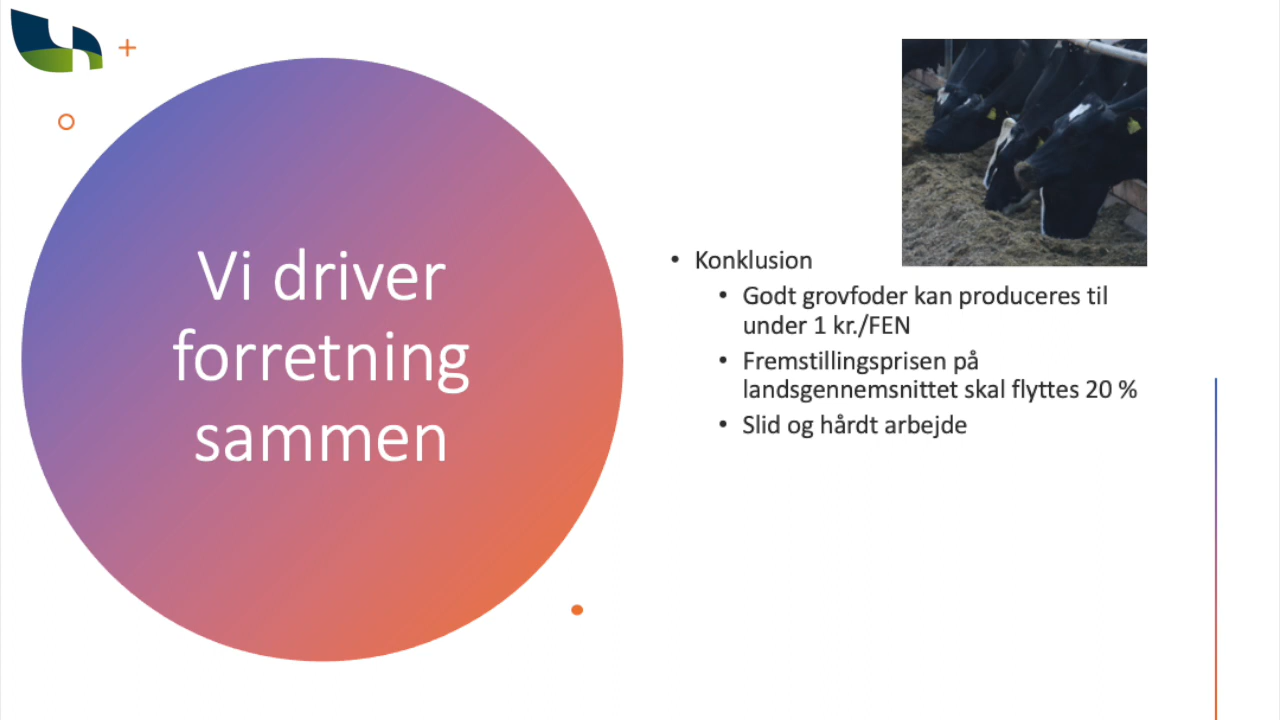 Vi driver
forretning
sammen
• Konklusion
• Godt grovfoder kan produceres til
under 1 kr./FEN
• Fremstillingsprisen på
landsgennemsnittet skal flyttes 20 %
• Slid og hårdt arbejde